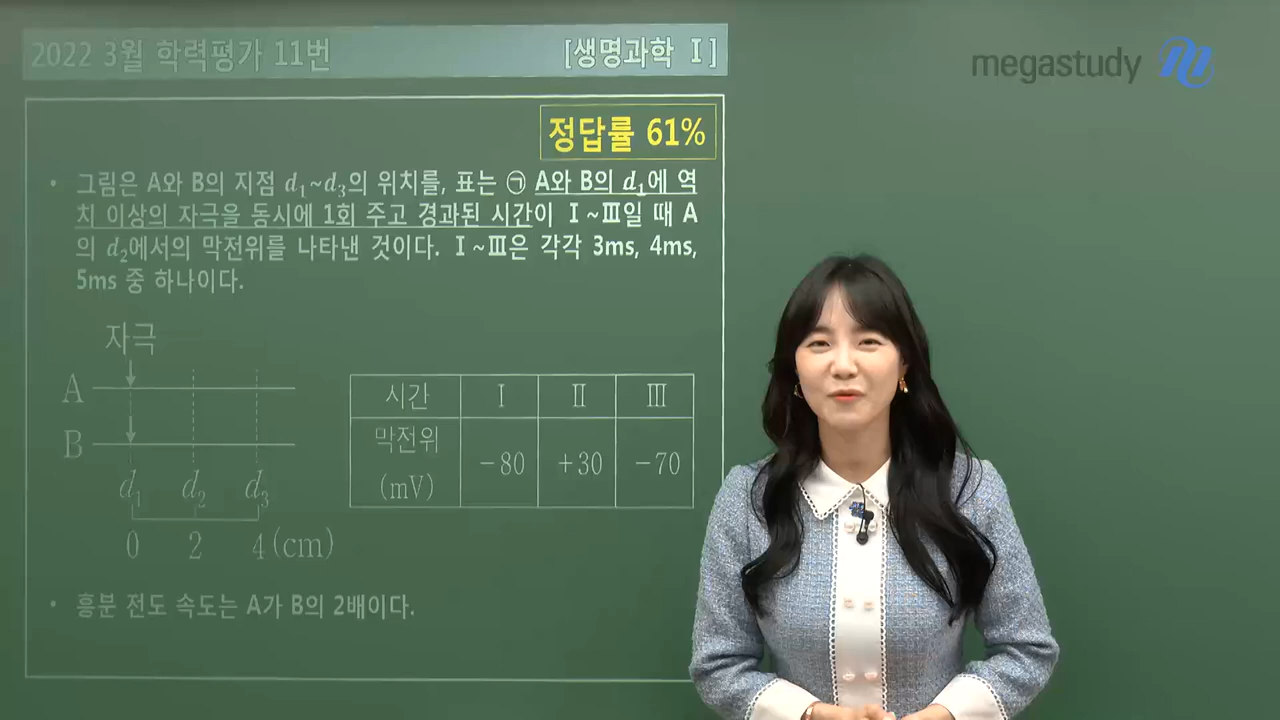 2022 3월 학력평가 11번
[생명과학 Ⅰ]
megastudy
정답률 61%
• 그림은 A와 B의 지점 d₁~d₃의 위치를, 표는 ㉠ A와 B의 d₁에 역
치 이상의 자극을 동시에 1회 주고 경과된 시간이 Ⅰ~Ⅲ일 때 A
의 d₂에서의 막전위를 나타낸 것이다. Ⅰ~Ⅲ은 각각 3ms, 4ms,
5ms 중 하나이다.
자극
A
B
d₁ d₂ d₃
0 2 4(cm)
시간 Ⅰ Ⅱ Ⅲ
막전위
(mV) −80 +30 −70
• 흥분 전도 속도는 A가 B의 2배이다.